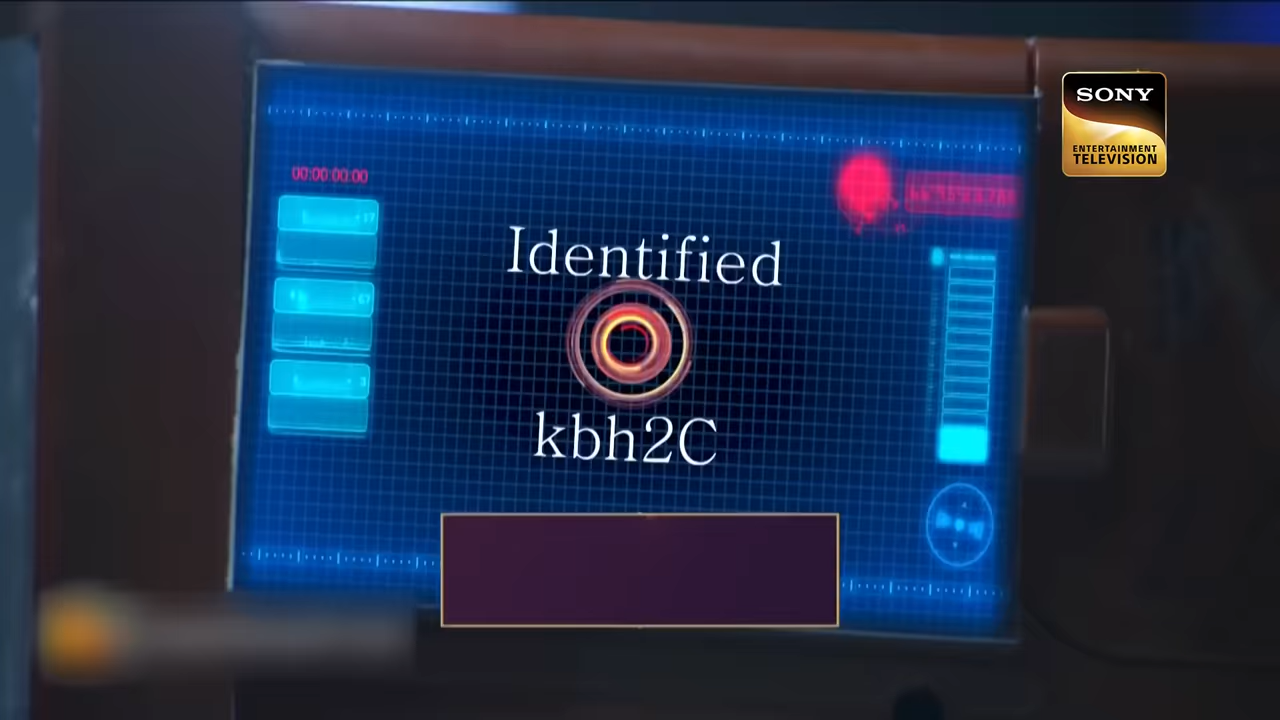 SONY
ENTERTAINMENT
TELEVISION
00:00:00:00
Identified
kbh2C